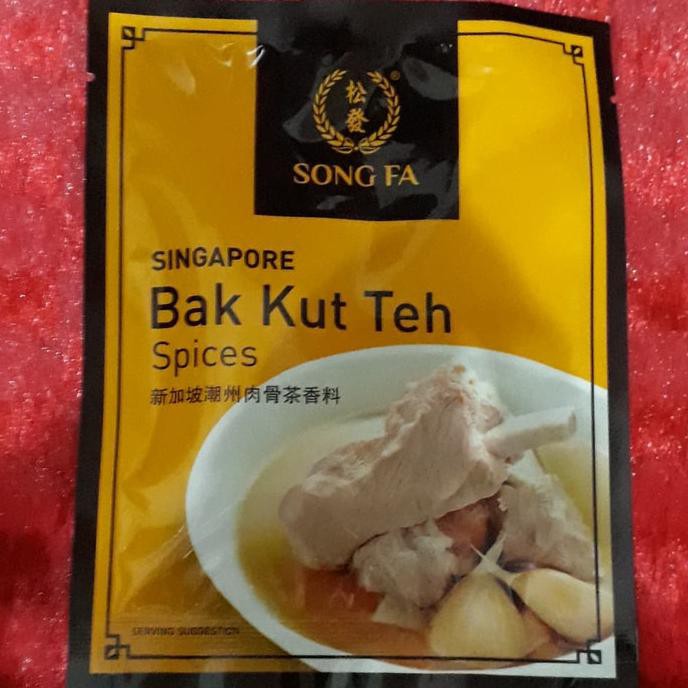 松
發
®
SONG FA
SINGAPORE
Bak Kut Teh
Spices
新加坡潮州肉骨茶香料
SERVING SUGGESTION